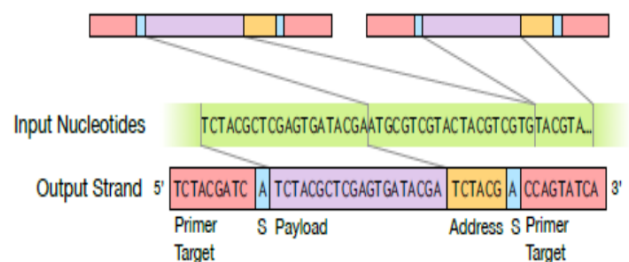 Input Nucleotides TCTACGCTCGAGTGATACGAATGCGTCGTACTACGTCGTGTACGTA...
Output Strand 5' TCTACGATC A TCTACGCTCGAGTGATACGA TCTACG A CCAGTATCA 3'
Primer Target S Payload Address S Primer Target